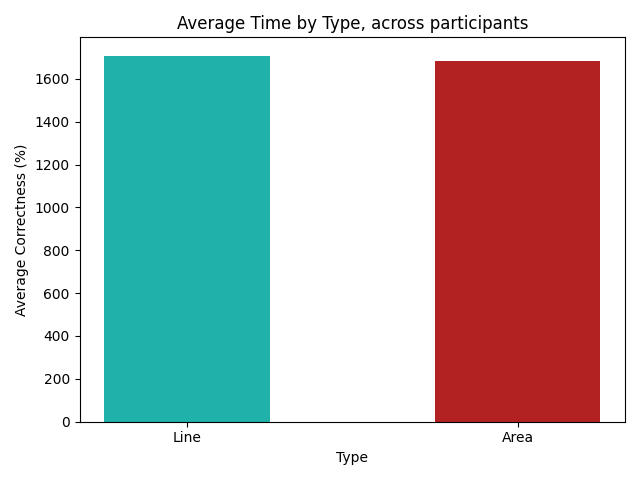 Average Time by Type, across participants
Average Correctness (%)
1600
1400
1200
1000
800
600
400
200
0
Line
Area
Type